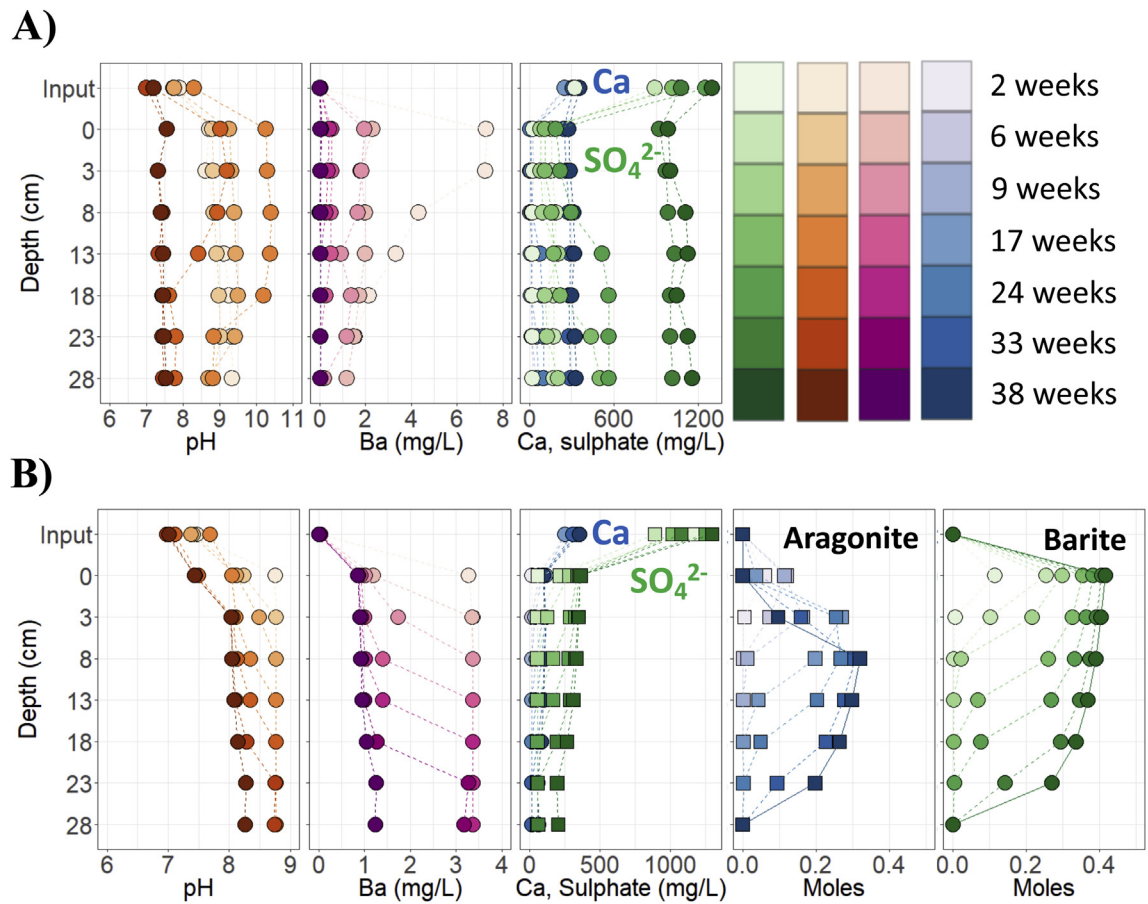 A)
Input
0
3
8
13
18
23
28
Depth (cm)
6 7 8 9 10 11
pH
0 2 4 6 8
Ba (mg/L)
Ca
SO₄²⁻
0 600 1200
Ca, sulphate (mg/L)
2 weeks
6 weeks
9 weeks
17 weeks
24 weeks
33 weeks
38 weeks
B)
Input
0
3
8
13
18
23
28
Depth (cm)
6 7 8 9
pH
0 1 2 3 4
Ba (mg/L)
Ca
SO₄²⁻
0 500 1000
Ca, Sulphate (mg/L)
Aragonite
0.0 0.2 0.4
Moles
Barite
0.0 0.2 0.4
Moles